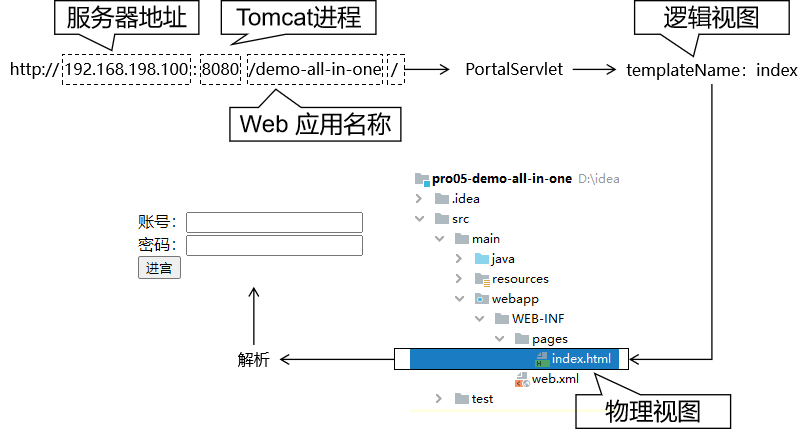 服务器地址
Tomcat进程
逻辑视图
http://192.168.198.100:8080/demo-all-in-one/
PortalServlet
templateName：index
Web 应用名称
pro05-demo-all-in-one D:\idea
.idea
src
main
java
resources
webapp
WEB-INF
pages
index.html
web.xml
test
账号：
密码：
进宫
解析
物理视图